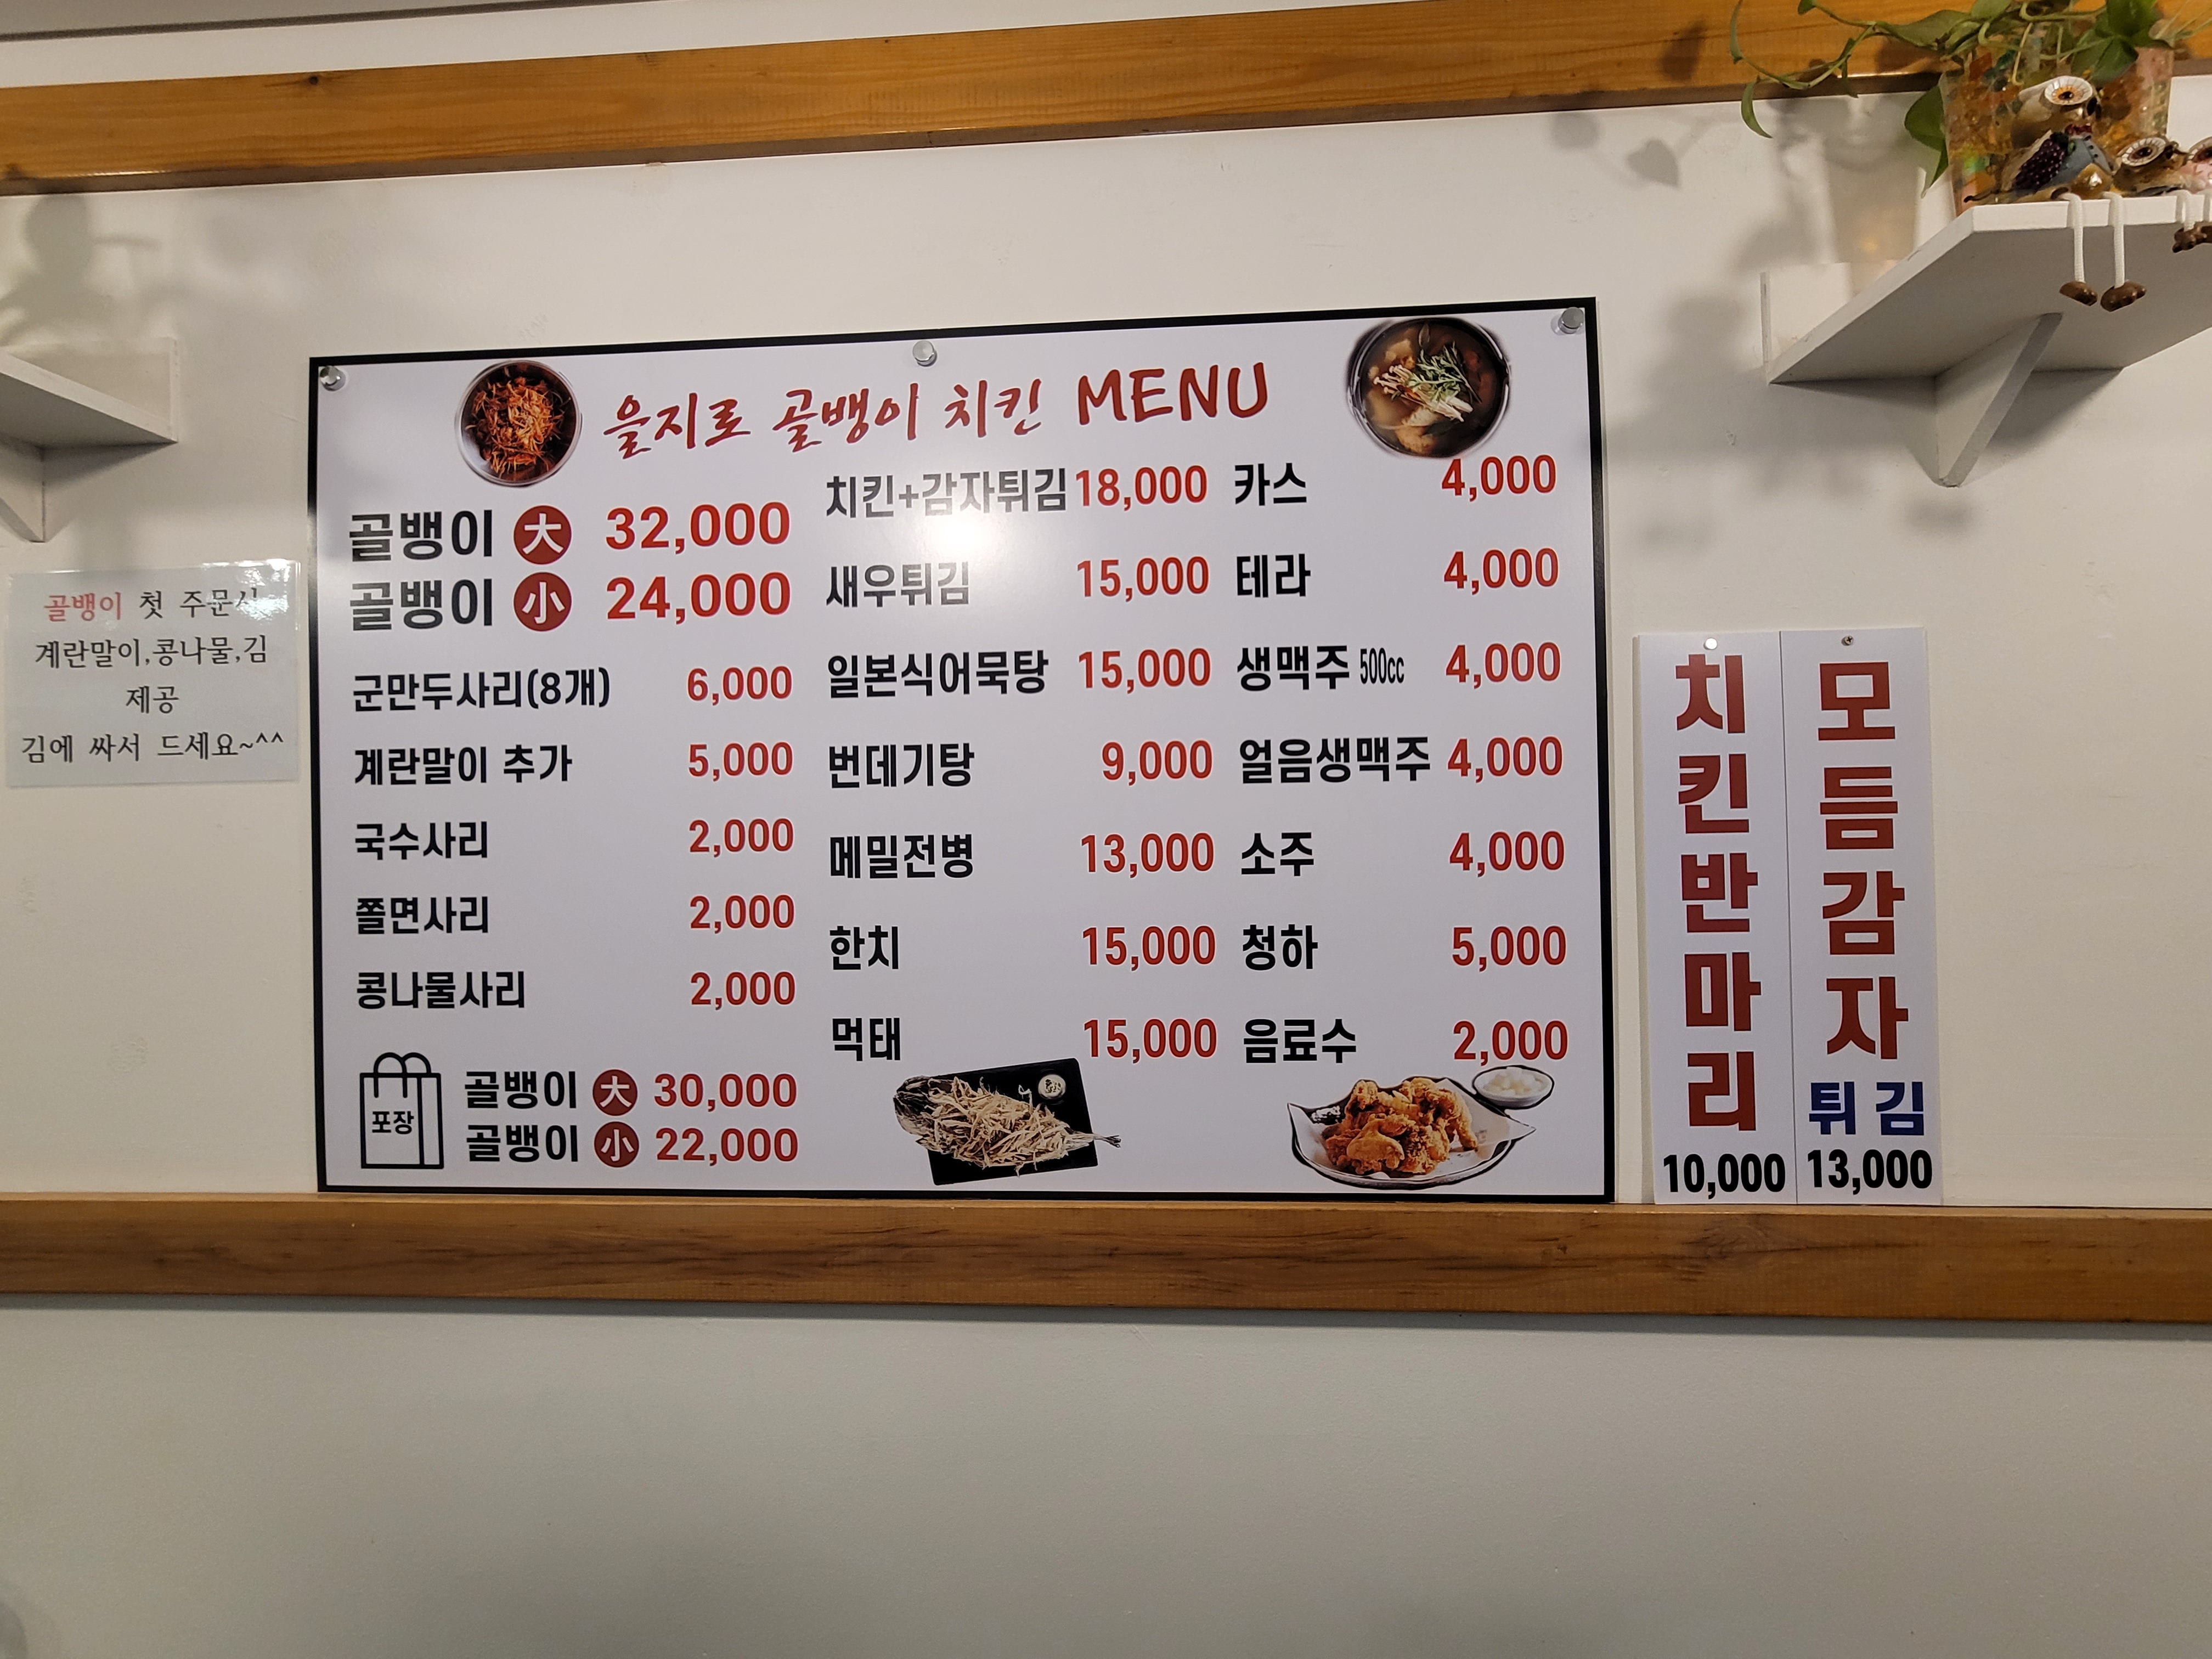 을지로 골뱅이 치킨 MENU
골뱅이 大 32,000
골뱅이 小 24,000
군만두사리(8개) 6,000
계란말이 추가 5,000
국수사리 2,000
쫄면사리 2,000
콩나물사리 2,000
포장
골뱅이 大 30,000
골뱅이 小 22,000
치킨+감자튀김 18,000
새우튀김 15,000
일본식어묵탕 15,000
번데기탕 9,000
메밀전병 13,000
한치 15,000
먹태 15,000
카스 4,000
테라 4,000
생맥주 500cc 4,000
얼음생맥주 4,000
소주 4,000
청하 5,000
음료수 2,000
골뱅이 첫 주문시
계란말이,콩나물,김
제공
김에 싸서 드세요~^^
치킨반마리
10,000
모듬감자
튀김
13,000